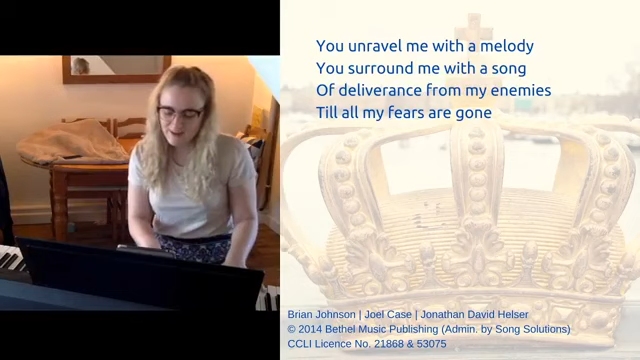 You unravel me with a melody
You surround me with a song
Of deliverance from my enemies
Till all my fears are gone
Brian Johnson | Joel Case | Jonathan David Helser
© 2014 Bethel Music Publishing (Admin. by Song Solutions)
CCLI Licence No. 21868 & 53075